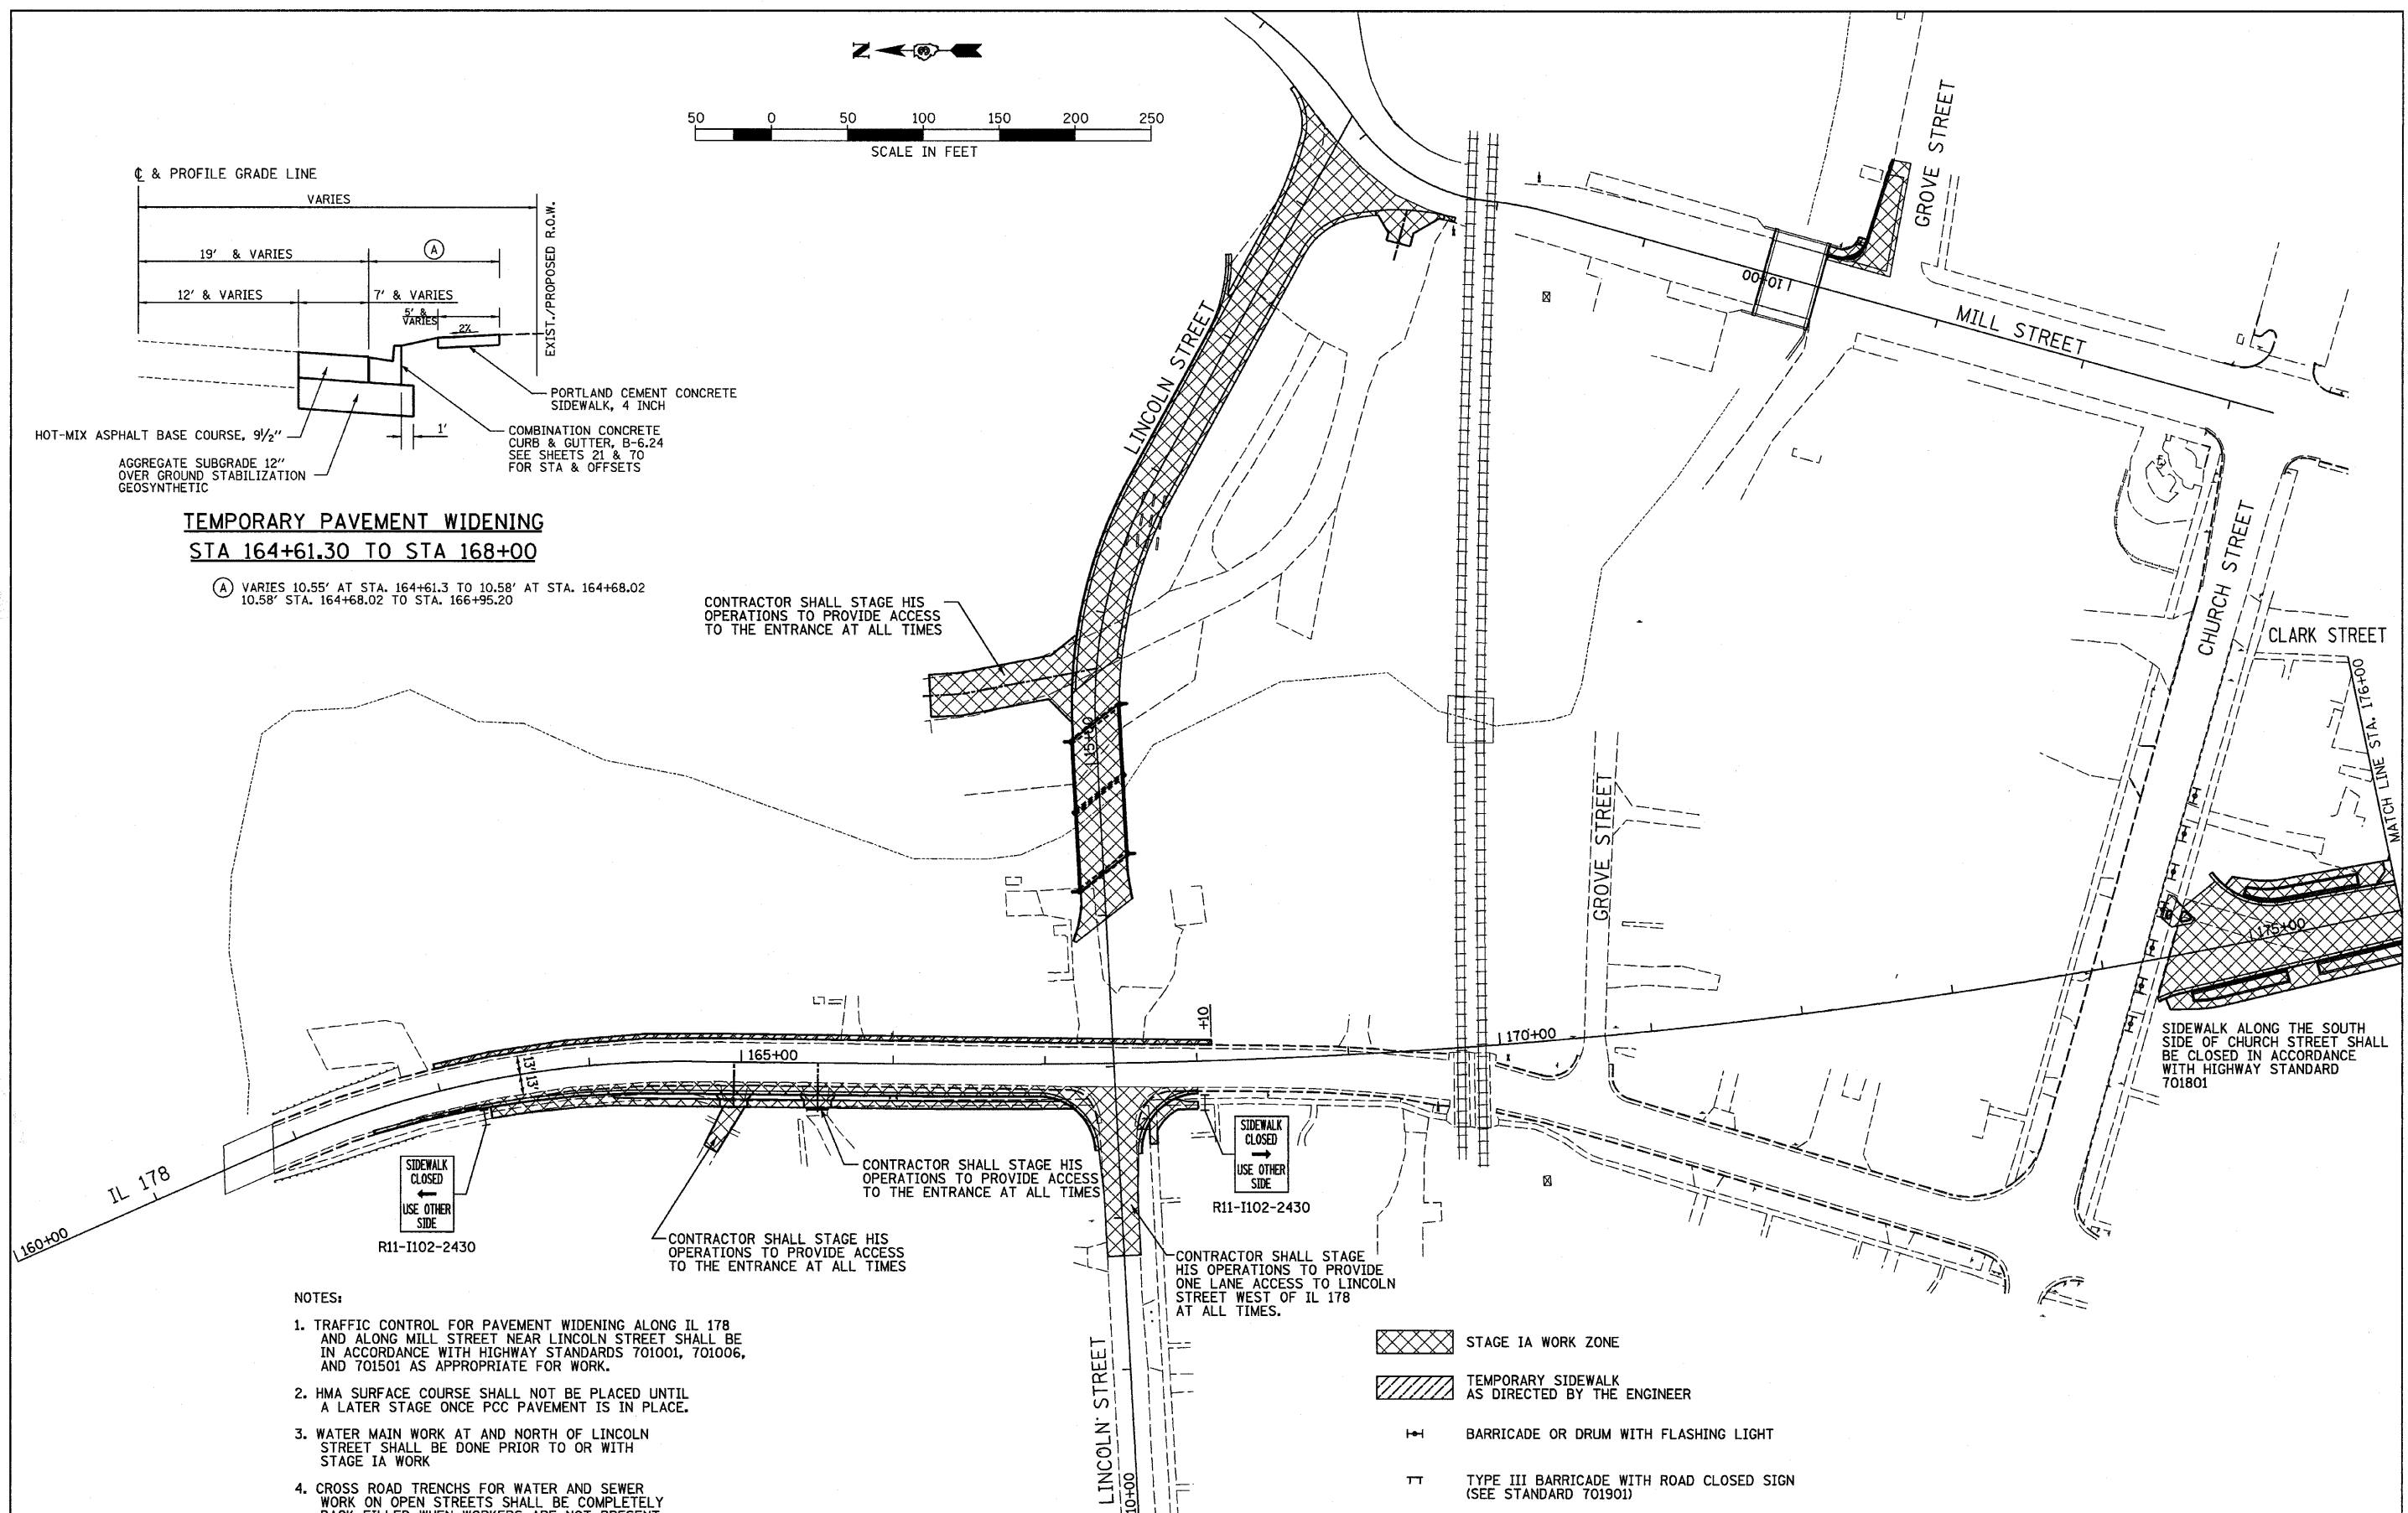 N
50 0 50 100 150 200 250
SCALE IN FEET
℄ & PROFILE GRADE LINE
VARIES
19' & VARIES
A
12' & VARIES
7' & VARIES
5' &
VARIES
2%
EXIST./PROPOSED R.O.W.
1'
PORTLAND CEMENT CONCRETE
SIDEWALK, 4 INCH
HOT-MIX ASPHALT BASE COURSE, 9½"
COMBINATION CONCRETE
CURB & GUTTER, B-6.24
SEE SHEETS 21 & 70
FOR STA & OFFSETS
AGGREGATE SUBGRADE 12"
OVER GROUND STABILIZATION
GEOSYNTHETIC
TEMPORARY PAVEMENT WIDENING
STA 164+61.30 TO STA 168+00
A VARIES 10.55' AT STA. 164+61.3 TO 10.58' AT STA. 164+68.02
10.58' STA. 164+68.02 TO STA. 166+95.20
GROVE STREET
10+00
MILL STREET
LINCOLN STREET
CONTRACTOR SHALL STAGE HIS
OPERATIONS TO PROVIDE ACCESS
TO THE ENTRANCE AT ALL TIMES
15+00
CHURCH STREET
CLARK STREET
MATCH LINE STA. 176+00
GROVE STREET
175+00
SIDEWALK ALONG THE SOUTH
SIDE OF CHURCH STREET SHALL
BE CLOSED IN ACCORDANCE
WITH HIGHWAY STANDARD
701801
+10
170+00
165+00
13' 13'
IL 178
160+00
SIDEWALK
CLOSED
←
USE OTHER
SIDE
R11-I102-2430
CONTRACTOR SHALL STAGE HIS
OPERATIONS TO PROVIDE ACCESS
TO THE ENTRANCE AT ALL TIMES
CONTRACTOR SHALL STAGE HIS
OPERATIONS TO PROVIDE ACCESS
TO THE ENTRANCE AT ALL TIMES
SIDEWALK
CLOSED
→
USE OTHER
SIDE
R11-I102-2430
CONTRACTOR SHALL STAGE
HIS OPERATIONS TO PROVIDE
ONE LANE ACCESS TO LINCOLN
STREET WEST OF IL 178
AT ALL TIMES.
LINCOLN STREET
10+00
NOTES:
1. TRAFFIC CONTROL FOR PAVEMENT WIDENING ALONG IL 178
AND ALONG MILL STREET NEAR LINCOLN STREET SHALL BE
IN ACCORDANCE WITH HIGHWAY STANDARDS 701001, 701006,
AND 701501 AS APPROPRIATE FOR WORK.
2. HMA SURFACE COURSE SHALL NOT BE PLACED UNTIL
A LATER STAGE ONCE PCC PAVEMENT IS IN PLACE.
3. WATER MAIN WORK AT AND NORTH OF LINCOLN
STREET SHALL BE DONE PRIOR TO OR WITH
STAGE IA WORK
4. CROSS ROAD TRENCHS FOR WATER AND SEWER
WORK ON OPEN STREETS SHALL BE COMPLETELY
BACK FILLED WHEN WORKERS ARE NOT PRESENT
STAGE IA WORK ZONE
TEMPORARY SIDEWALK
AS DIRECTED BY THE ENGINEER
BARRICADE OR DRUM WITH FLASHING LIGHT
TYPE III BARRICADE WITH ROAD CLOSED SIGN
(SEE STANDARD 701901)